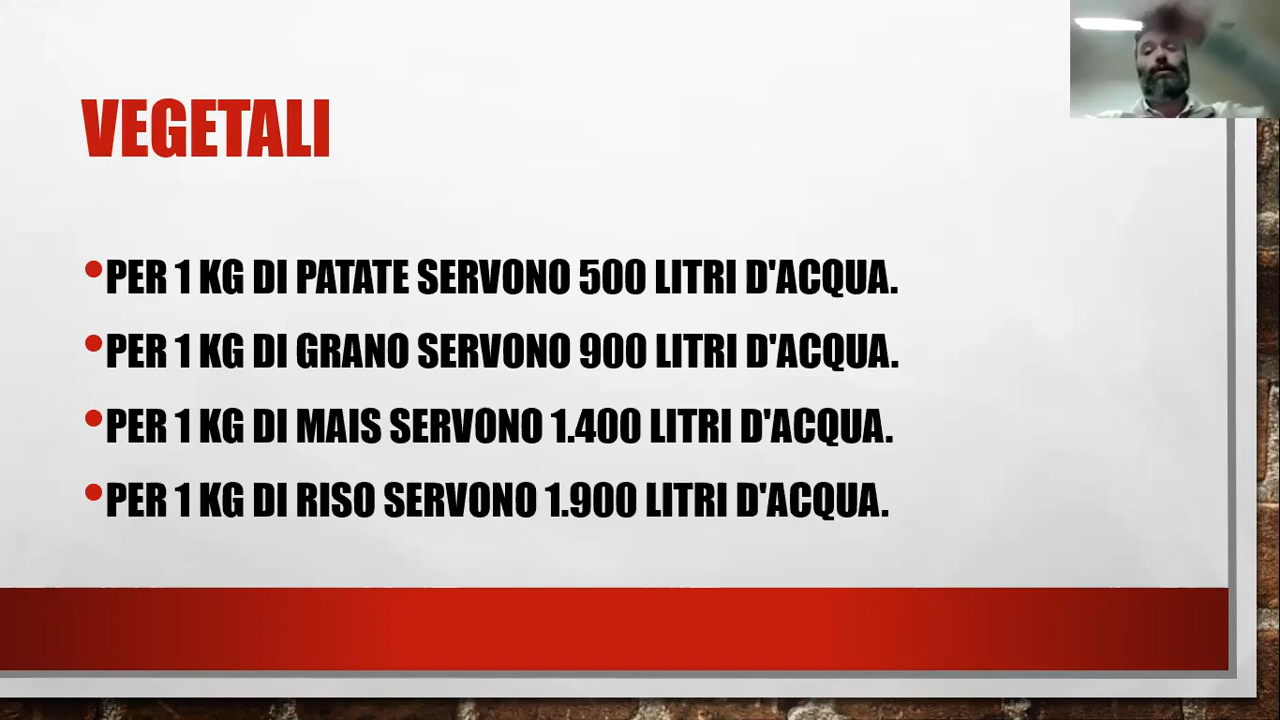 VEGETALI
•PER 1 KG DI PATATE SERVONO 500 LITRI D'ACQUA.
•PER 1 KG DI GRANO SERVONO 900 LITRI D'ACQUA.
•PER 1 KG DI MAIS SERVONO 1.400 LITRI D'ACQUA.
•PER 1 KG DI RISO SERVONO 1.900 LITRI D'ACQUA.